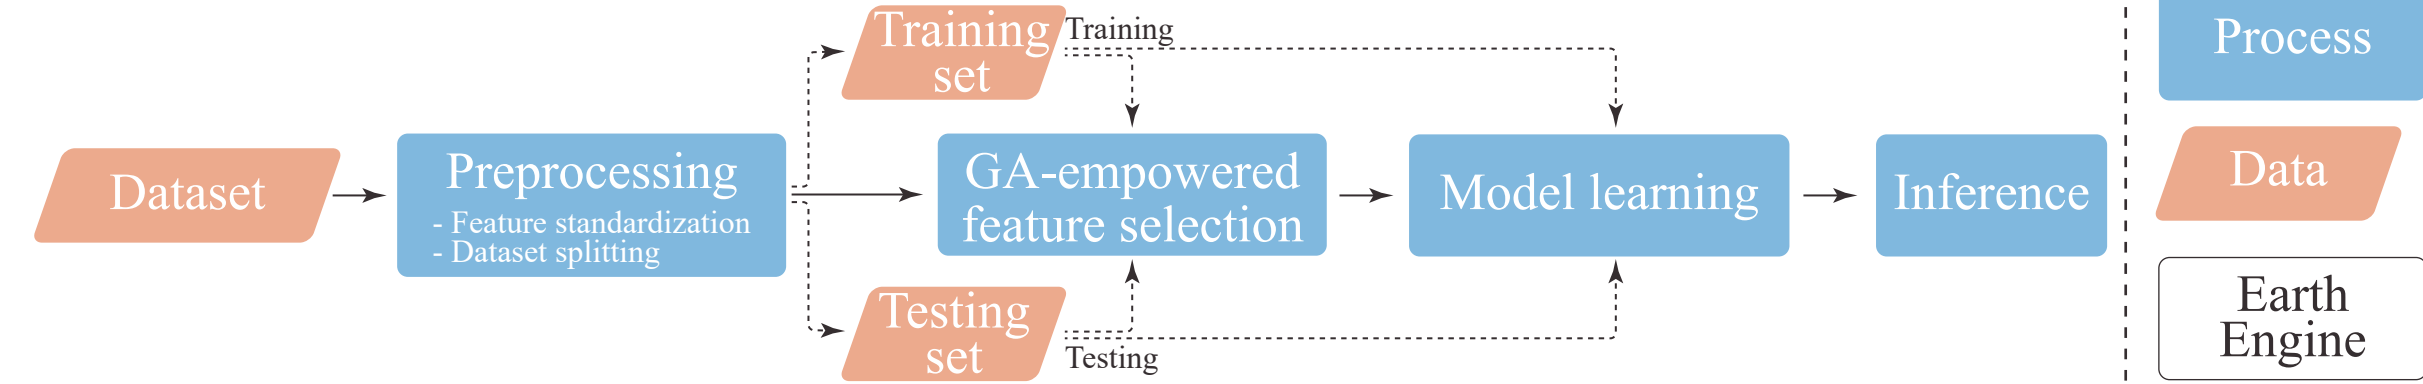 Dataset
Preprocessing
- Feature standardization
- Dataset splitting
Training
set
Training
GA-empowered
feature selection
Testing
set
Testing
Model learning
Inference
Process
Data
Earth
Engine